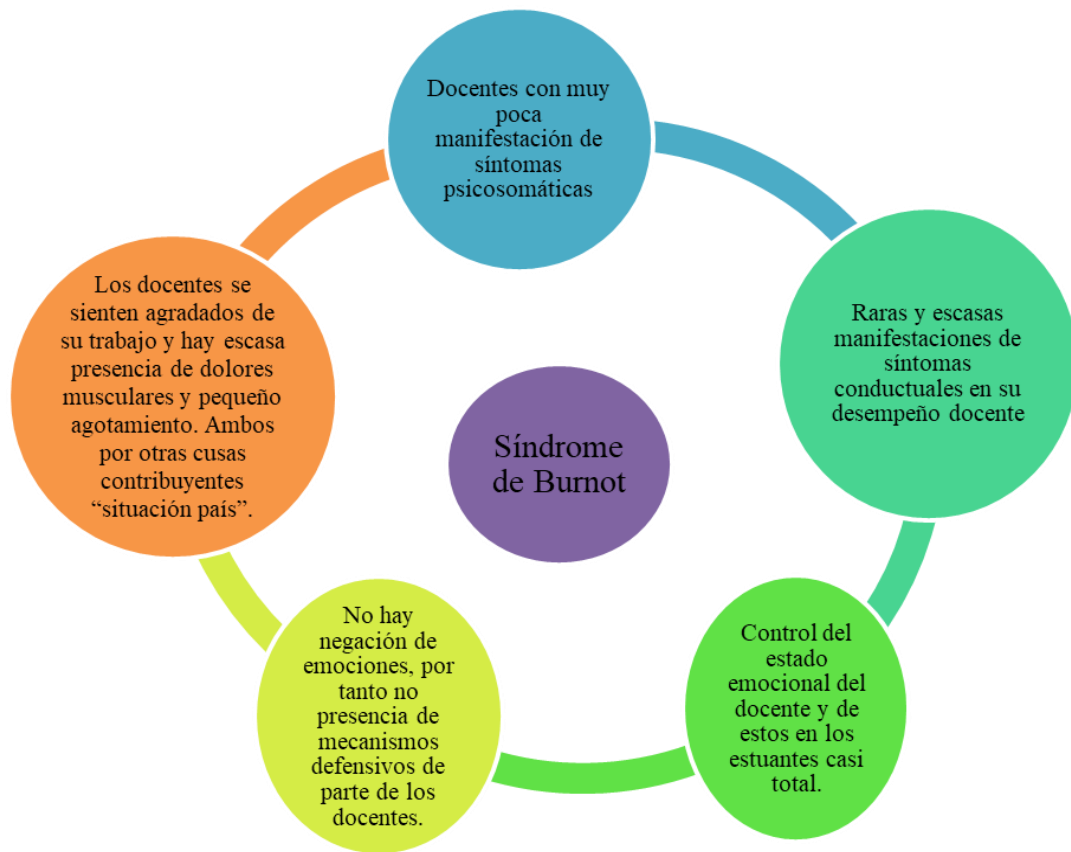 Docentes con muy
poca
manifestación de
síntomas
psicosomáticas
Raras y escasas
manifestaciones de
síntomas
conductuales en su
desempeño docente
Control del
estado
emocional del
docente y de
estos en los
estuantes casi
total.
No hay
negación de
emociones, por
tanto no
presencia de
mecanismos
defensivos de
parte de los
docentes.
Los docentes se
sienten agradados de
su trabajo y hay escasa
presencia de dolores
musculares y pequeño
agotamiento. Ambos
por otras cusas
contribuyentes
“situación país”.
Síndrome
de Burnot